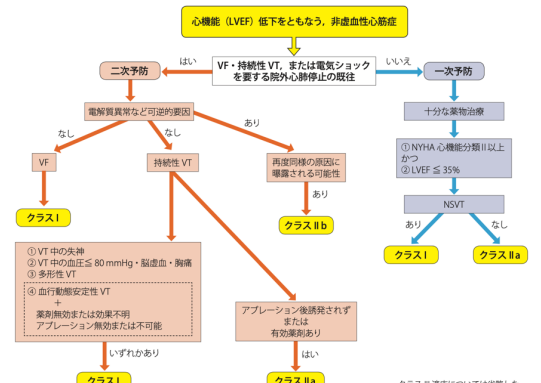 心機能（LVEF）低下をともなう，非虚血性心筋症
VF・持続性 VT，または電気ショック
を要する院外心肺停止の既往
はい
いいえ
二次予防
一次予防
電解質異常など可逆的要因
十分な薬物治療
なし
なし
あり
① NYHA 心機能分類 II 以上
かつ
② LVEF ≦ 35%
VF
持続性 VT
再度同様の原因に
曝露される可能性
NSVT
あり
あり
なし
クラス I
クラス II b
クラス I
クラス II a
① VT 中の失神
② VT 中の血圧≦ 80 mmHg・脳虚血・胸痛
③ 多形性 VT
④ 血行動態安定性 VT
＋
薬剤無効または効果不明
アブレーション無効または不可能
アブレーション後誘発されず
または
有効薬剤あり
いずれかあり
はい
クラス I
クラス II a